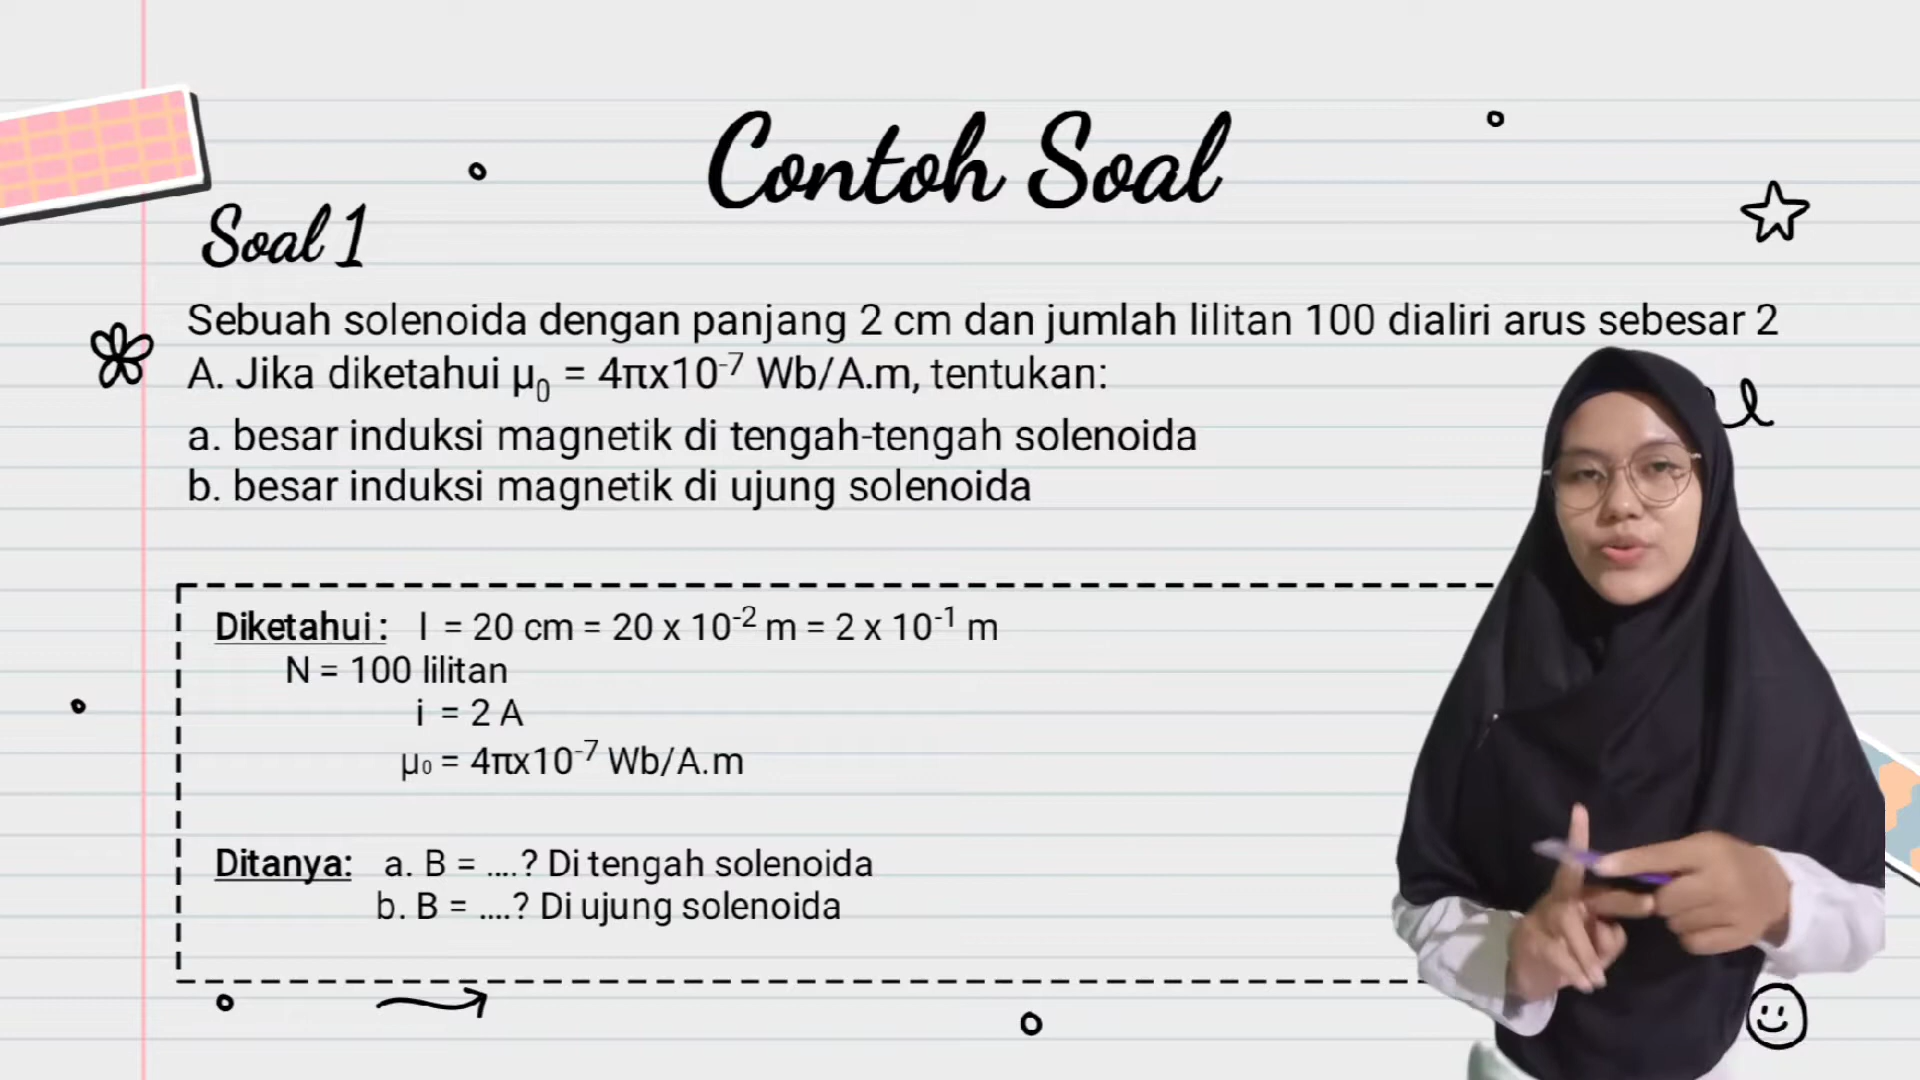 Contoh Soal
Soal 1
Sebuah solenoida dengan panjang 2 cm dan jumlah lilitan 100 dialiri arus sebesar 2
A. Jika diketahui μ₀ = 4πx10⁻⁷ Wb/A.m, tentukan:
a. besar induksi magnetik di tengah-tengah solenoida
b. besar induksi magnetik di ujung solenoida
Diketahui : l = 20 cm = 20 x 10⁻² m = 2 x 10⁻¹ m
N = 100 lilitan
i = 2 A
μ₀ = 4πx10⁻⁷ Wb/A.m
Ditanya: a. B = ....? Di tengah solenoida
b. B = ....? Di ujung solenoida